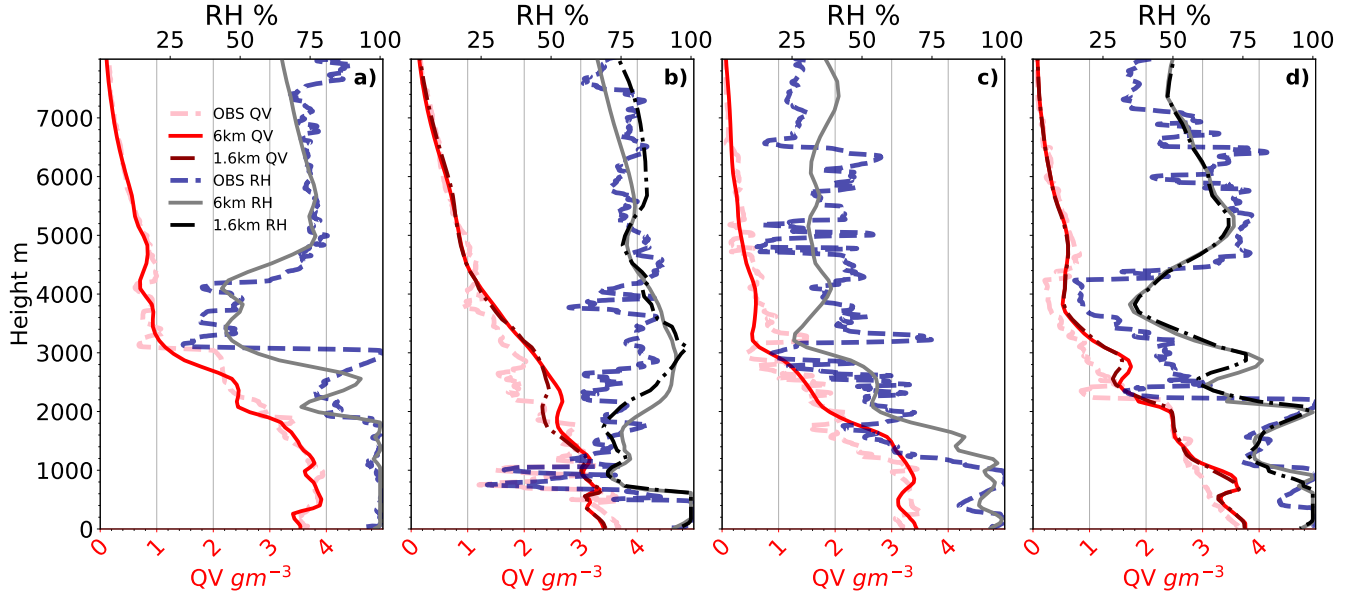 RH % RH % RH % RH %
25 50 75 100 25 50 75 100 25 50 75 100 25 50 75 100
a) b) c) d)
OBS QV
6km QV
1.6km QV
OBS RH
6km RH
1.6km RH
Height m
7000
6000
5000
4000
3000
2000
1000
0
0 1 2 3 4 0 1 2 3 4 0 1 2 3 4 0 1 2 3 4
QV gm⁻³ QV gm⁻³ QV gm⁻³ QV gm⁻³